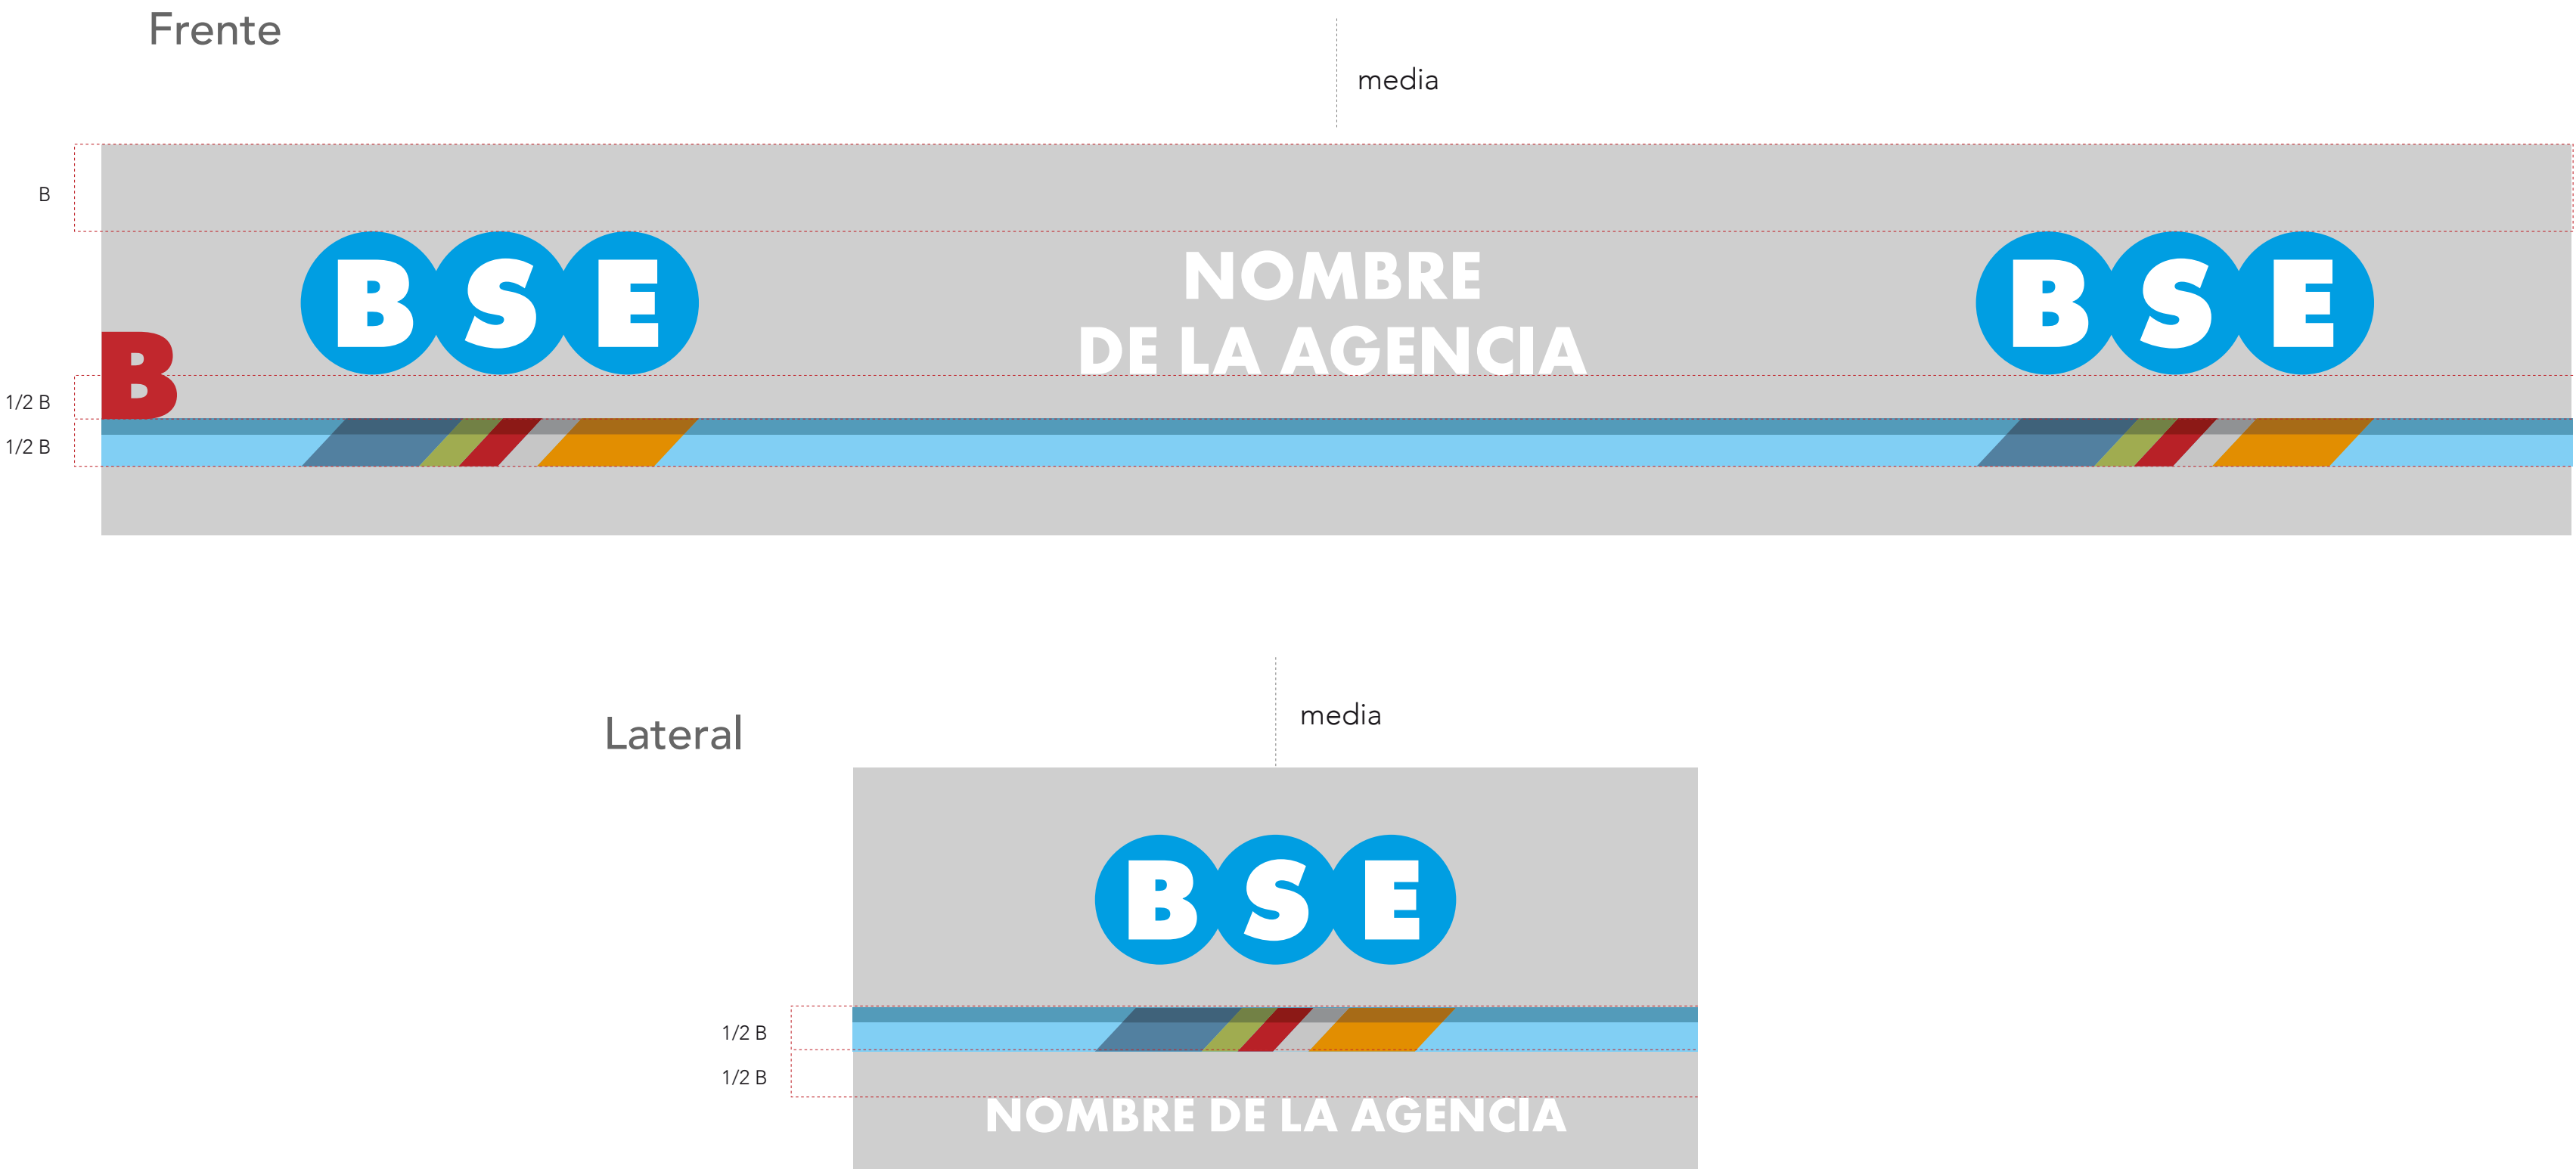 Frente
media
B
BSE
NOMBRE
DE LA AGENCIA
BSE
B
1/2 B
1/2 B
Lateral
media
BSE
1/2 B
1/2 B
NOMBRE DE LA AGENCIA